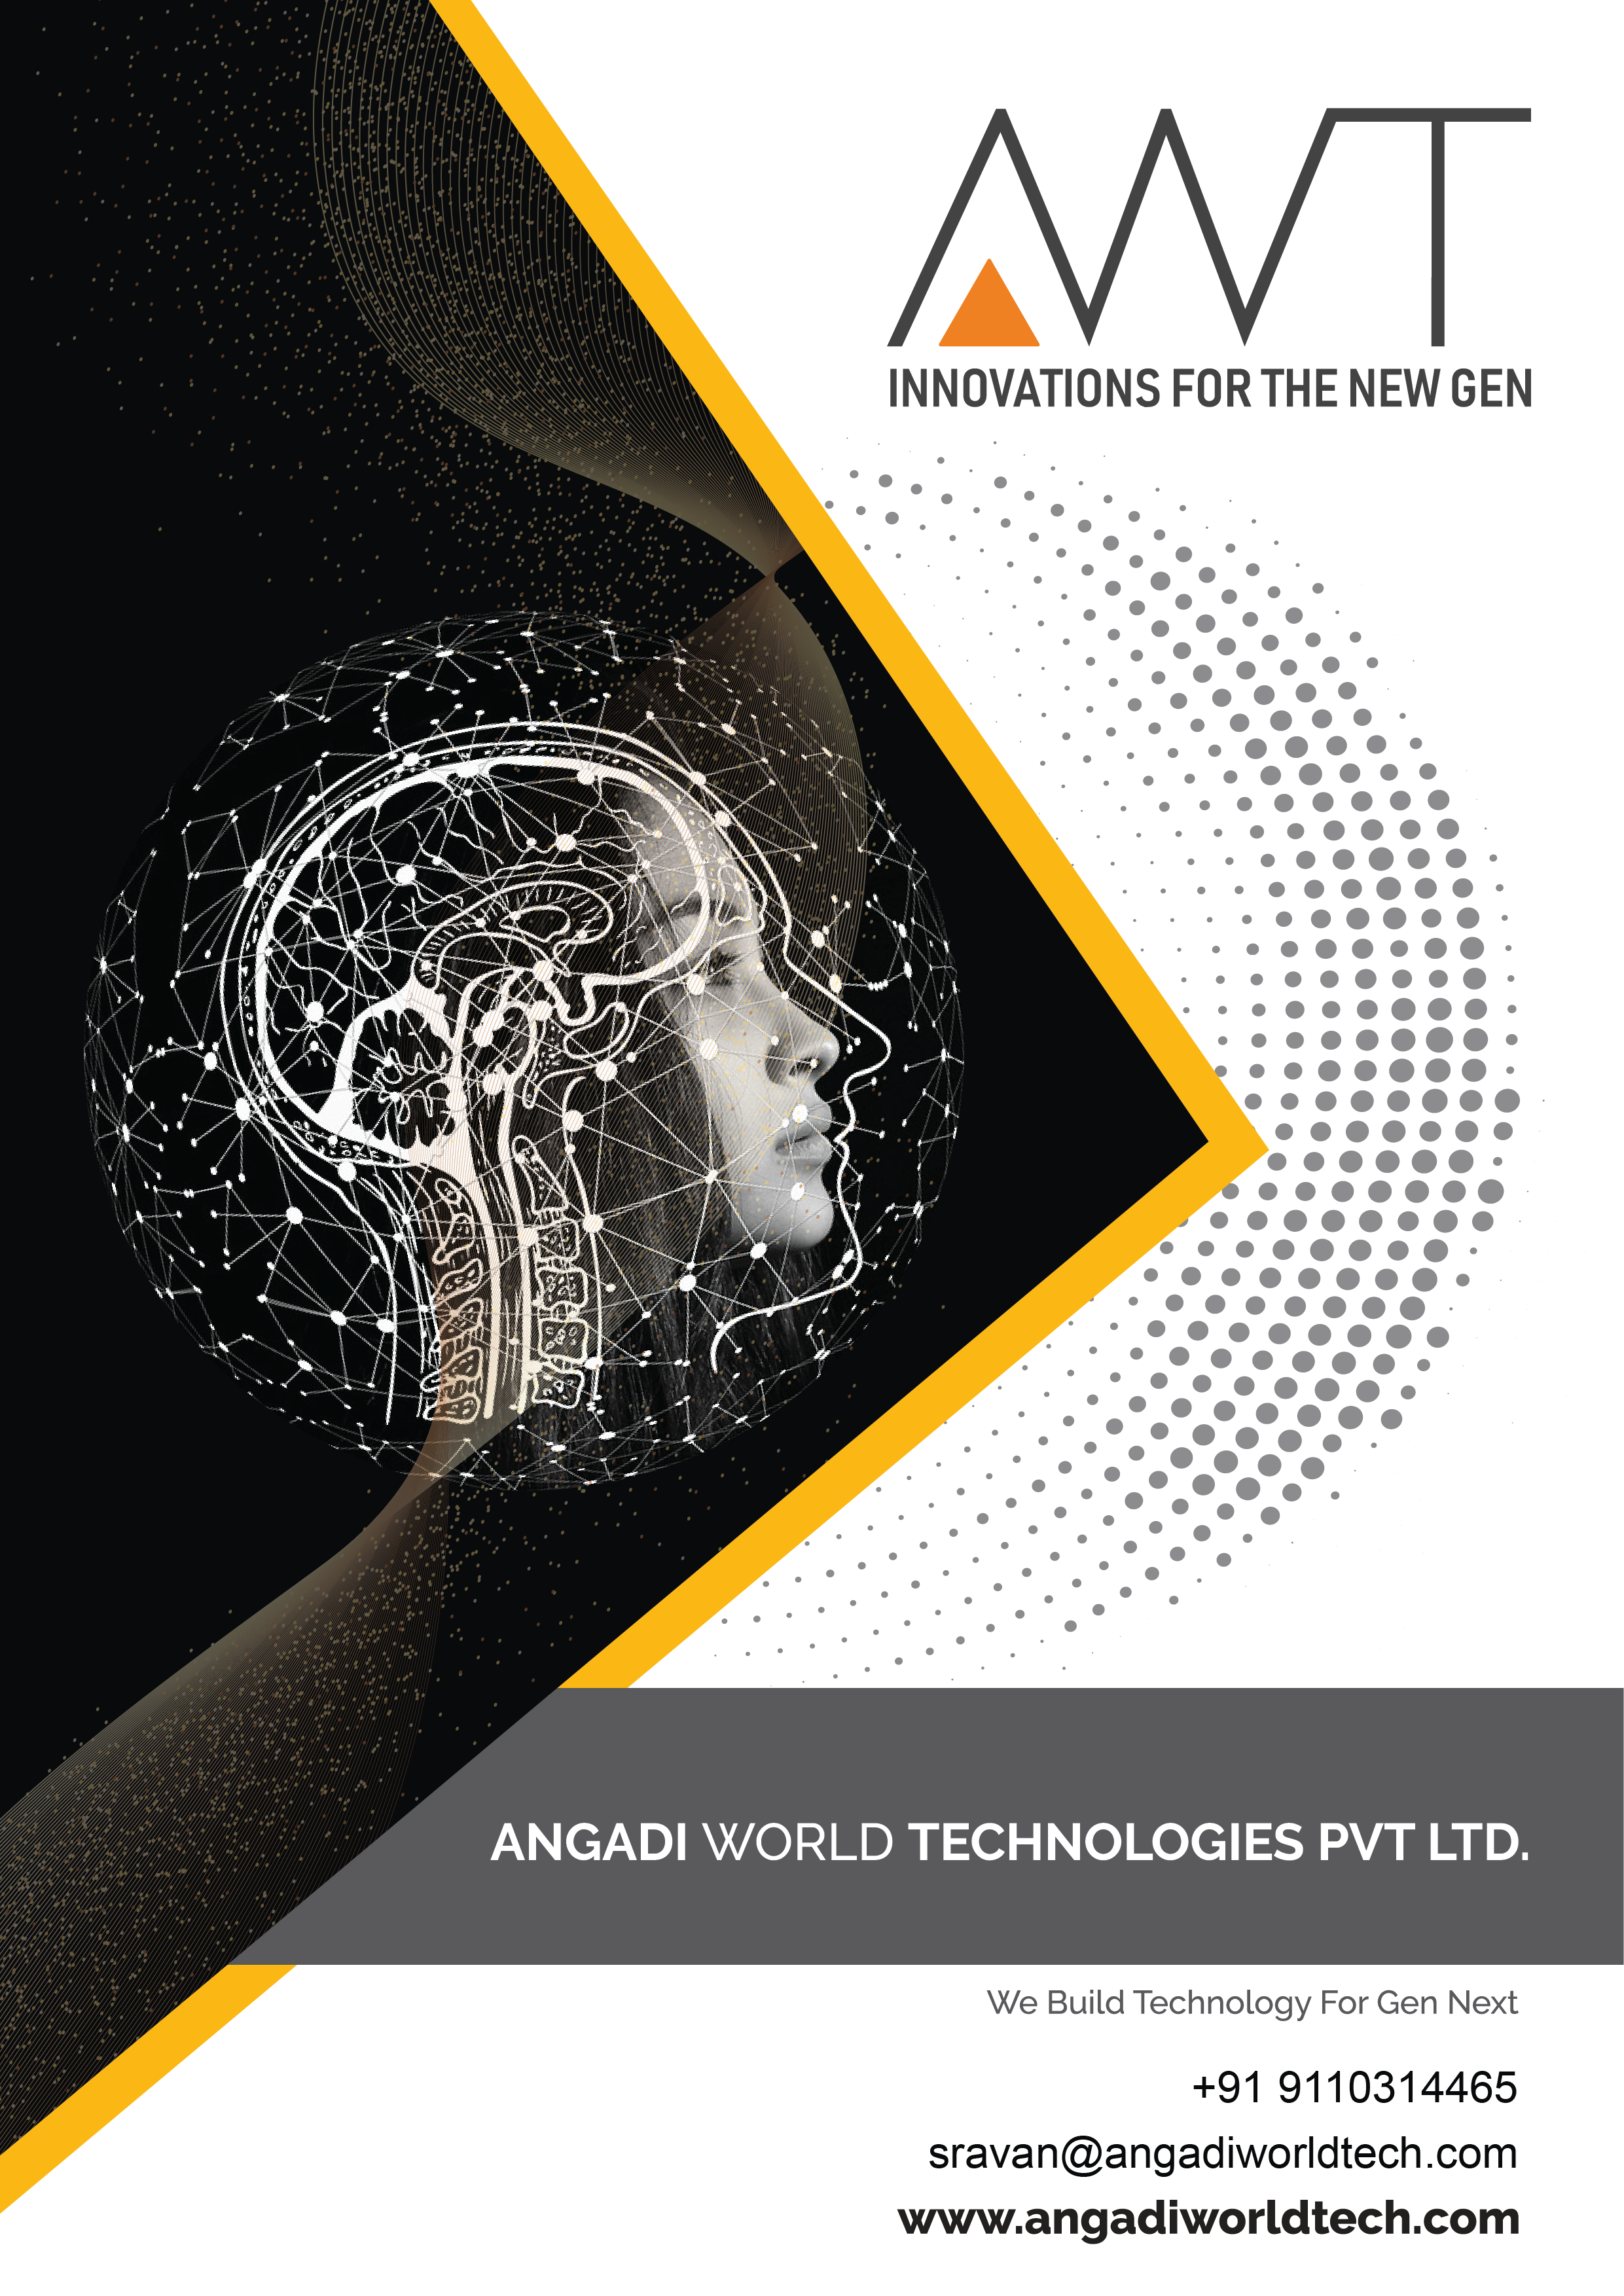 AWT
INNOVATIONS FOR THE NEW GEN
ANGADI WORLD TECHNOLOGIES PVT LTD.
We Build Technology For Gen Next
+91 9110314465
sravan@angadiworldtech.com
www.angadiworldtech.com